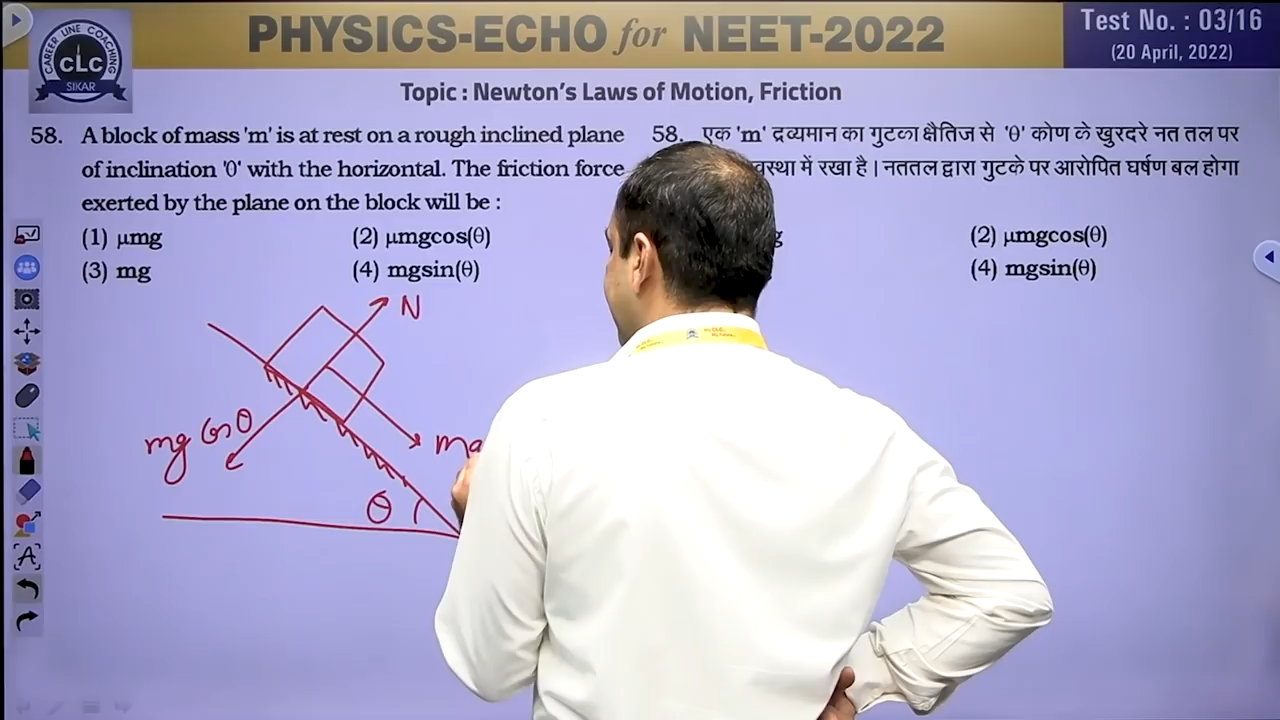 PHYSICS-ECHO for NEET-2022
Test No. : 03/16
(20 April, 2022)
CAREER LINE COACHING
CLC
SIKAR
Topic : Newton's Laws of Motion, Friction
58. A block of mass 'm' is at rest on a rough inclined plane
of inclination 'θ' with the horizontal. The friction force
exerted by the plane on the block will be :
(1) μmg (2) μmgcos(θ)
(3) mg (4) mgsin(θ)
58. एक 'm' द्रव्यमान का गुटका क्षैतिज से 'θ' कोण के खुरदरे नत तल पर
में रखा है। नततल द्वारा गुटके पर आरोपित घर्षण बल होगा
(2) μmgcos(θ)
(4) mgsin(θ)
N
mg cosθ
θ